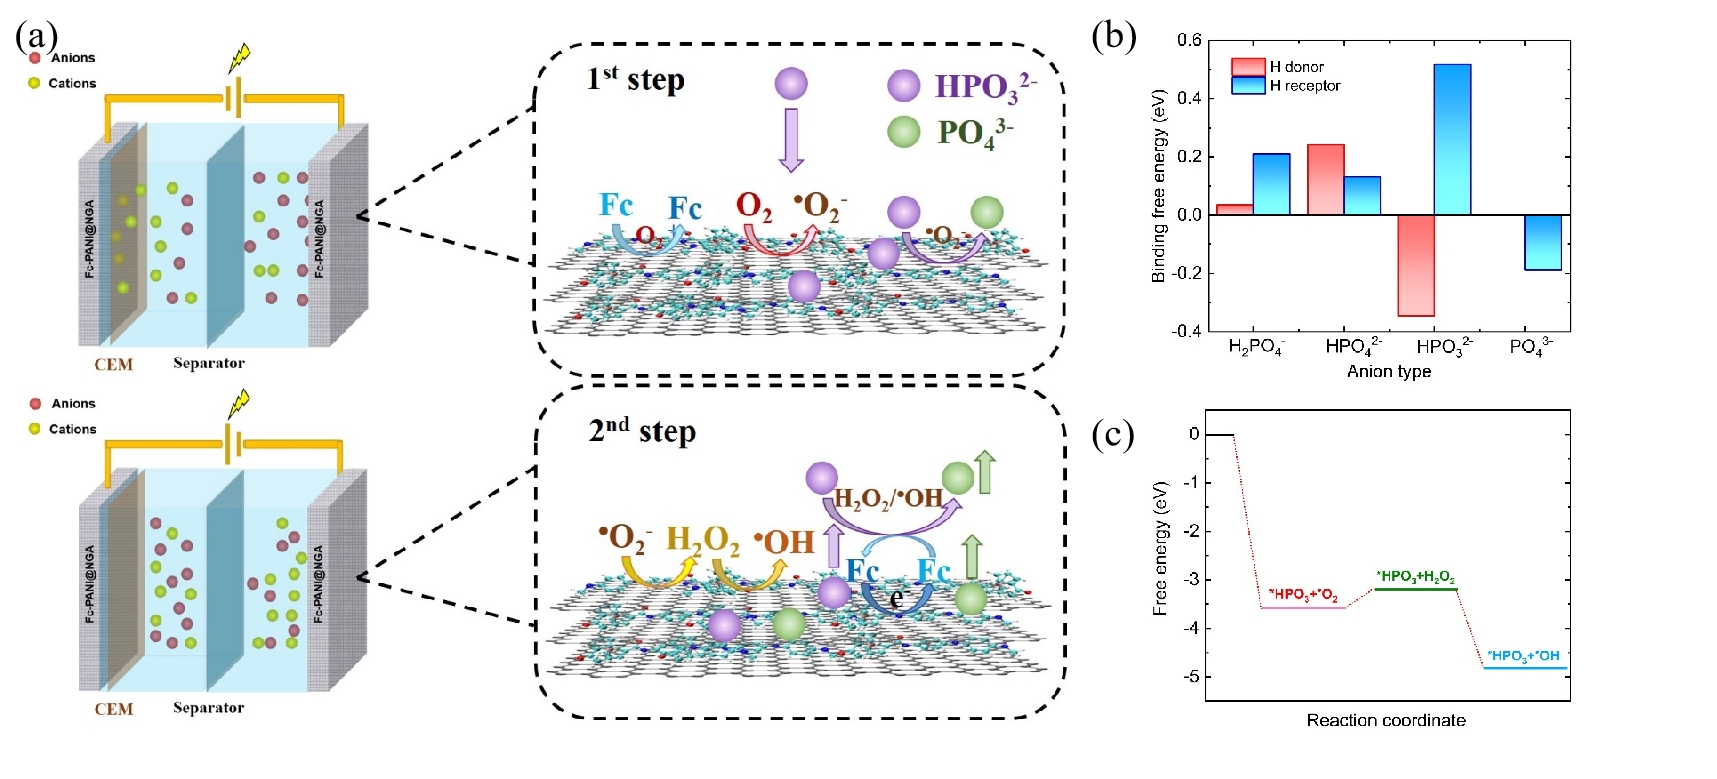 (a)
Anions
Cations
Fc-PANI@NGA
Fc-PANI@NGA
CEM
Separator
1st step
HPO₃²⁻
PO₄³⁻
Fc
O₂
Fc
O₂
•O₂⁻
•O₂⁻
Anions
Cations
Fc-PANI@NGA
Fc-PANI@NGA
CEM
Separator
2nd step
H₂O₂/•OH
•O₂⁻
H₂O₂
•OH
Fc
Fc
e⁻
(b)
Binding free energy (eV)
0.6
0.4
0.2
0.0
-0.2
-0.4
H donor
H receptor
H₂PO₄⁻
HPO₄²⁻
HPO₃²⁻
PO₄³⁻
Anion type
(c)
Free energy (eV)
0
-1
-2
-3
-4
-5
*HPO₃+•O₂
*HPO₃+H₂O₂
*HPO₃+•OH
Reaction coordinate